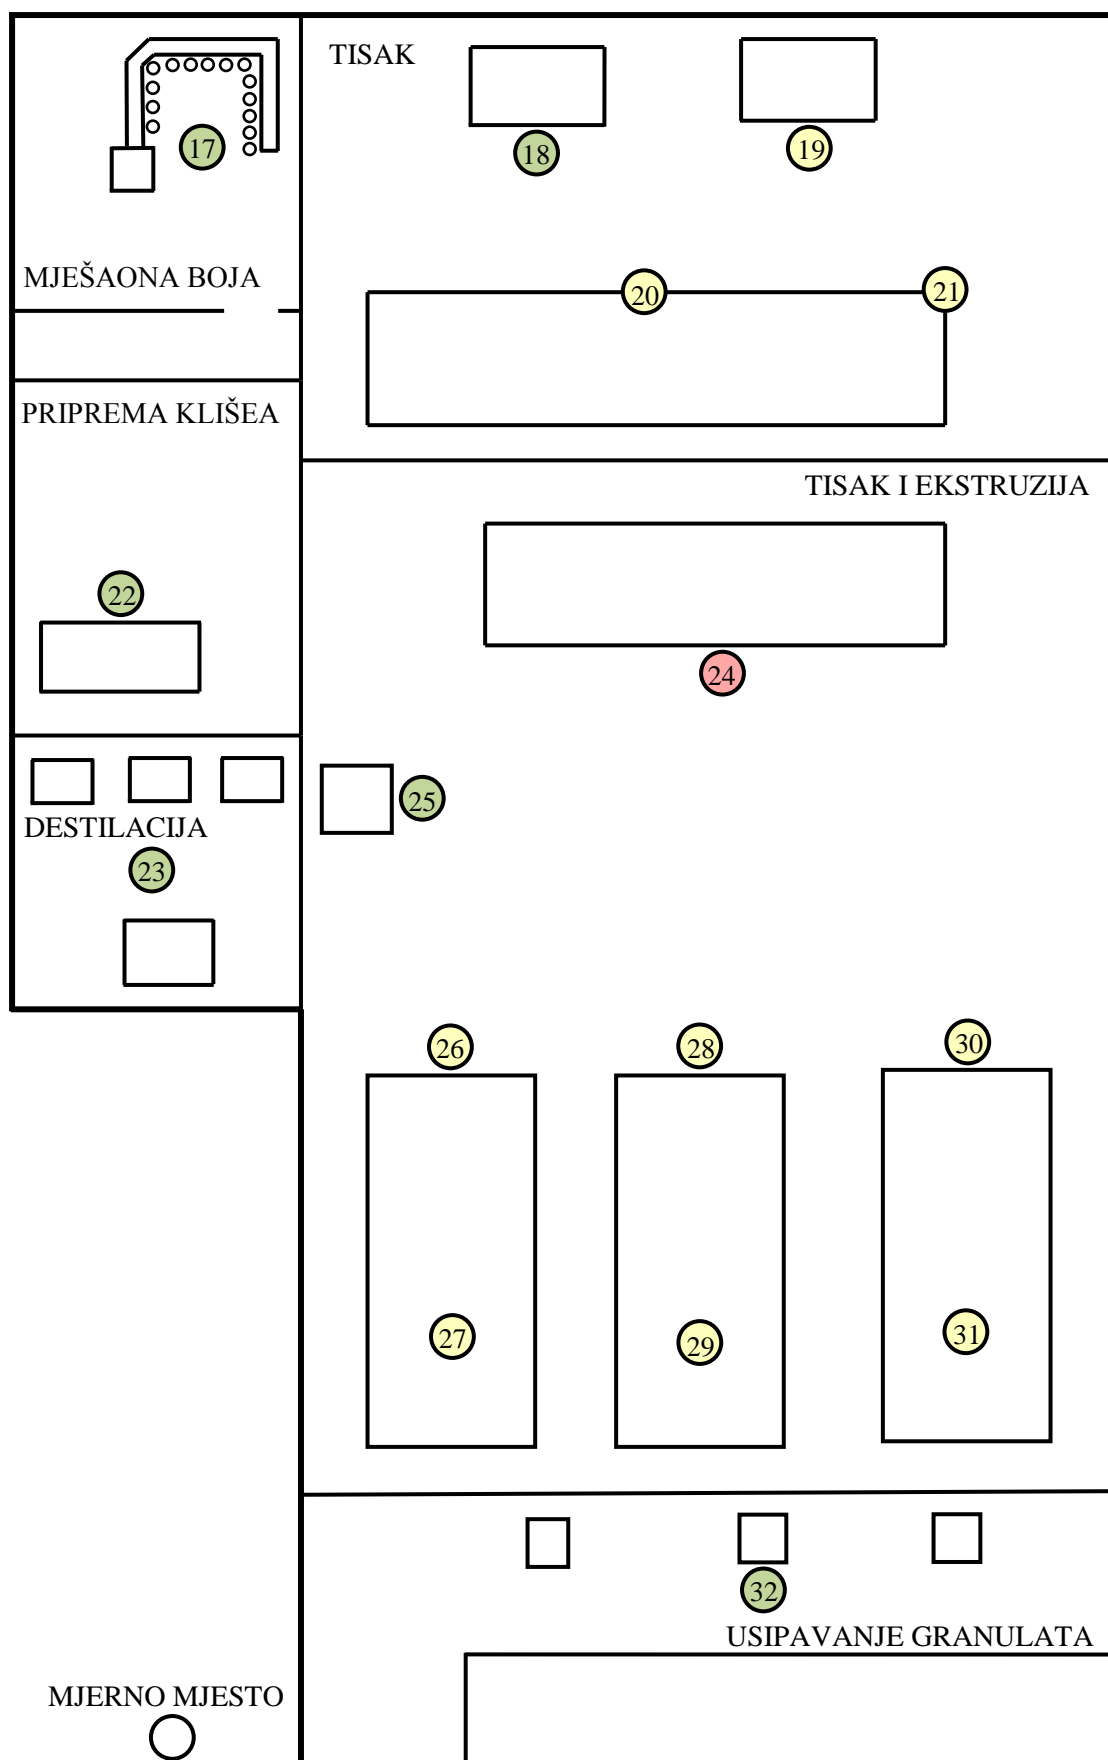 TISAK
17
18
19
MJEŠAONA BOJA
20
21
PRIPREMA KLIŠEA
TISAK I EKSTRUZIJA
22
24
25
DESTILACIJA
23
26
28
30
27
29
31
32
USIPAVANJE GRANULATA
MJERNO MJESTO